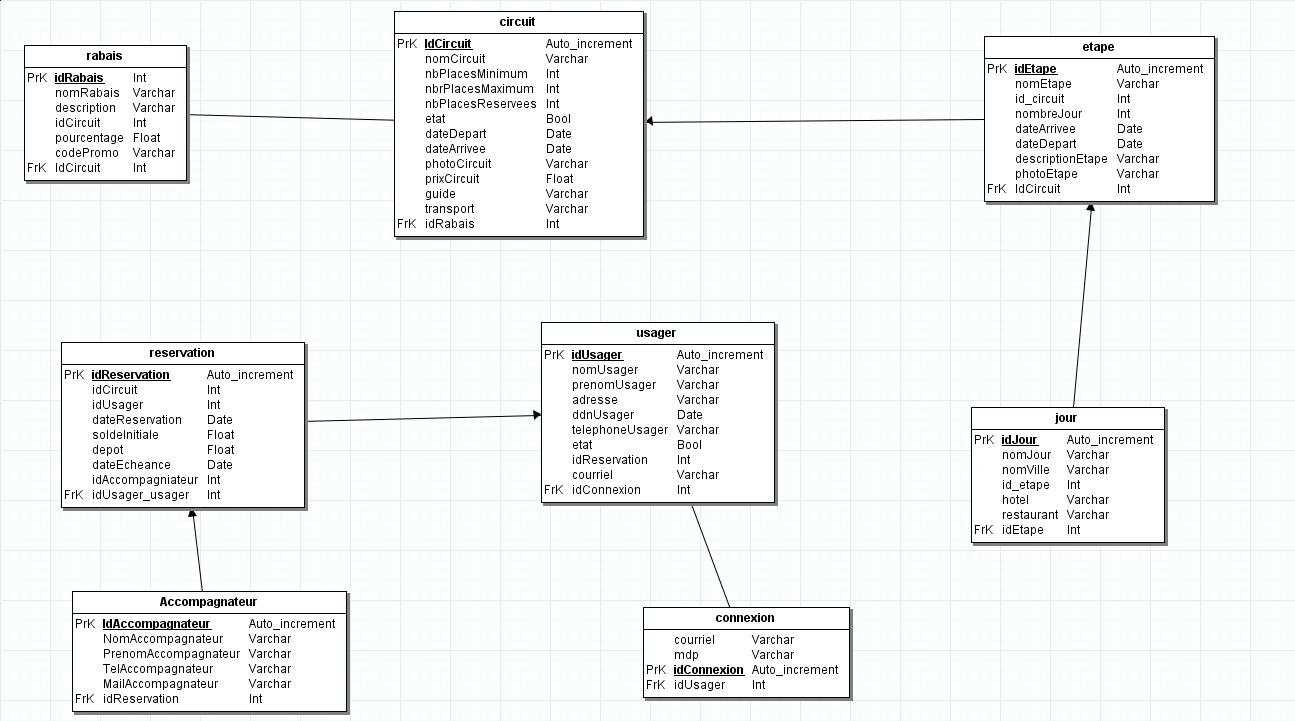 rabais
PrK idRabais Int
nomRabais Varchar
description Varchar
idCircuit Int
pourcentage Float
codePromo Varchar
FrK IdCircuit Int
circuit
PrK IdCircuit Auto_increment
nomCircuit Varchar
nbPlacesMinimum Int
nbrPlacesMaximum Int
nbPlacesReservees Int
etat Bool
dateDepart Date
dateArrivee Date
photoCircuit Varchar
prixCircuit Float
guide Varchar
transport Varchar
FrK idRabais Int
etape
PrK idEtape Auto_increment
nomEtape Varchar
id_circuit Int
nombreJour Int
dateArrivee Date
dateDepart Date
descriptionEtape Varchar
photoEtape Varchar
FrK IdCircuit Int
reservation
PrK idReservation Auto_increment
idCircuit Int
idUsager Int
dateReservation Date
soldeInitiale Float
depot Float
dateEcheance Date
idAccompagniateur Int
FrK idUsager_usager Int
usager
PrK idUsager Auto_increment
nomUsager Varchar
prenomUsager Varchar
adresse Varchar
ddnUsager Date
telephoneUsager Varchar
etat Bool
idReservation Int
courriel Varchar
FrK idConnexion Int
jour
PrK idJour Auto_increment
nomJour Varchar
nomVille Varchar
id_etape Int
hotel Varchar
restaurant Varchar
FrK idEtape Int
Accompagnateur
PrK IdAccompagnateur Auto_increment
NomAccompagnateur Varchar
PrenomAccompagnateur Varchar
TelAccompagnateur Varchar
MailAccompagnateur Varchar
FrK idReservation Int
connexion
courriel Varchar
mdp Varchar
PrK idConnexion Auto_increment
FrK idUsager Int